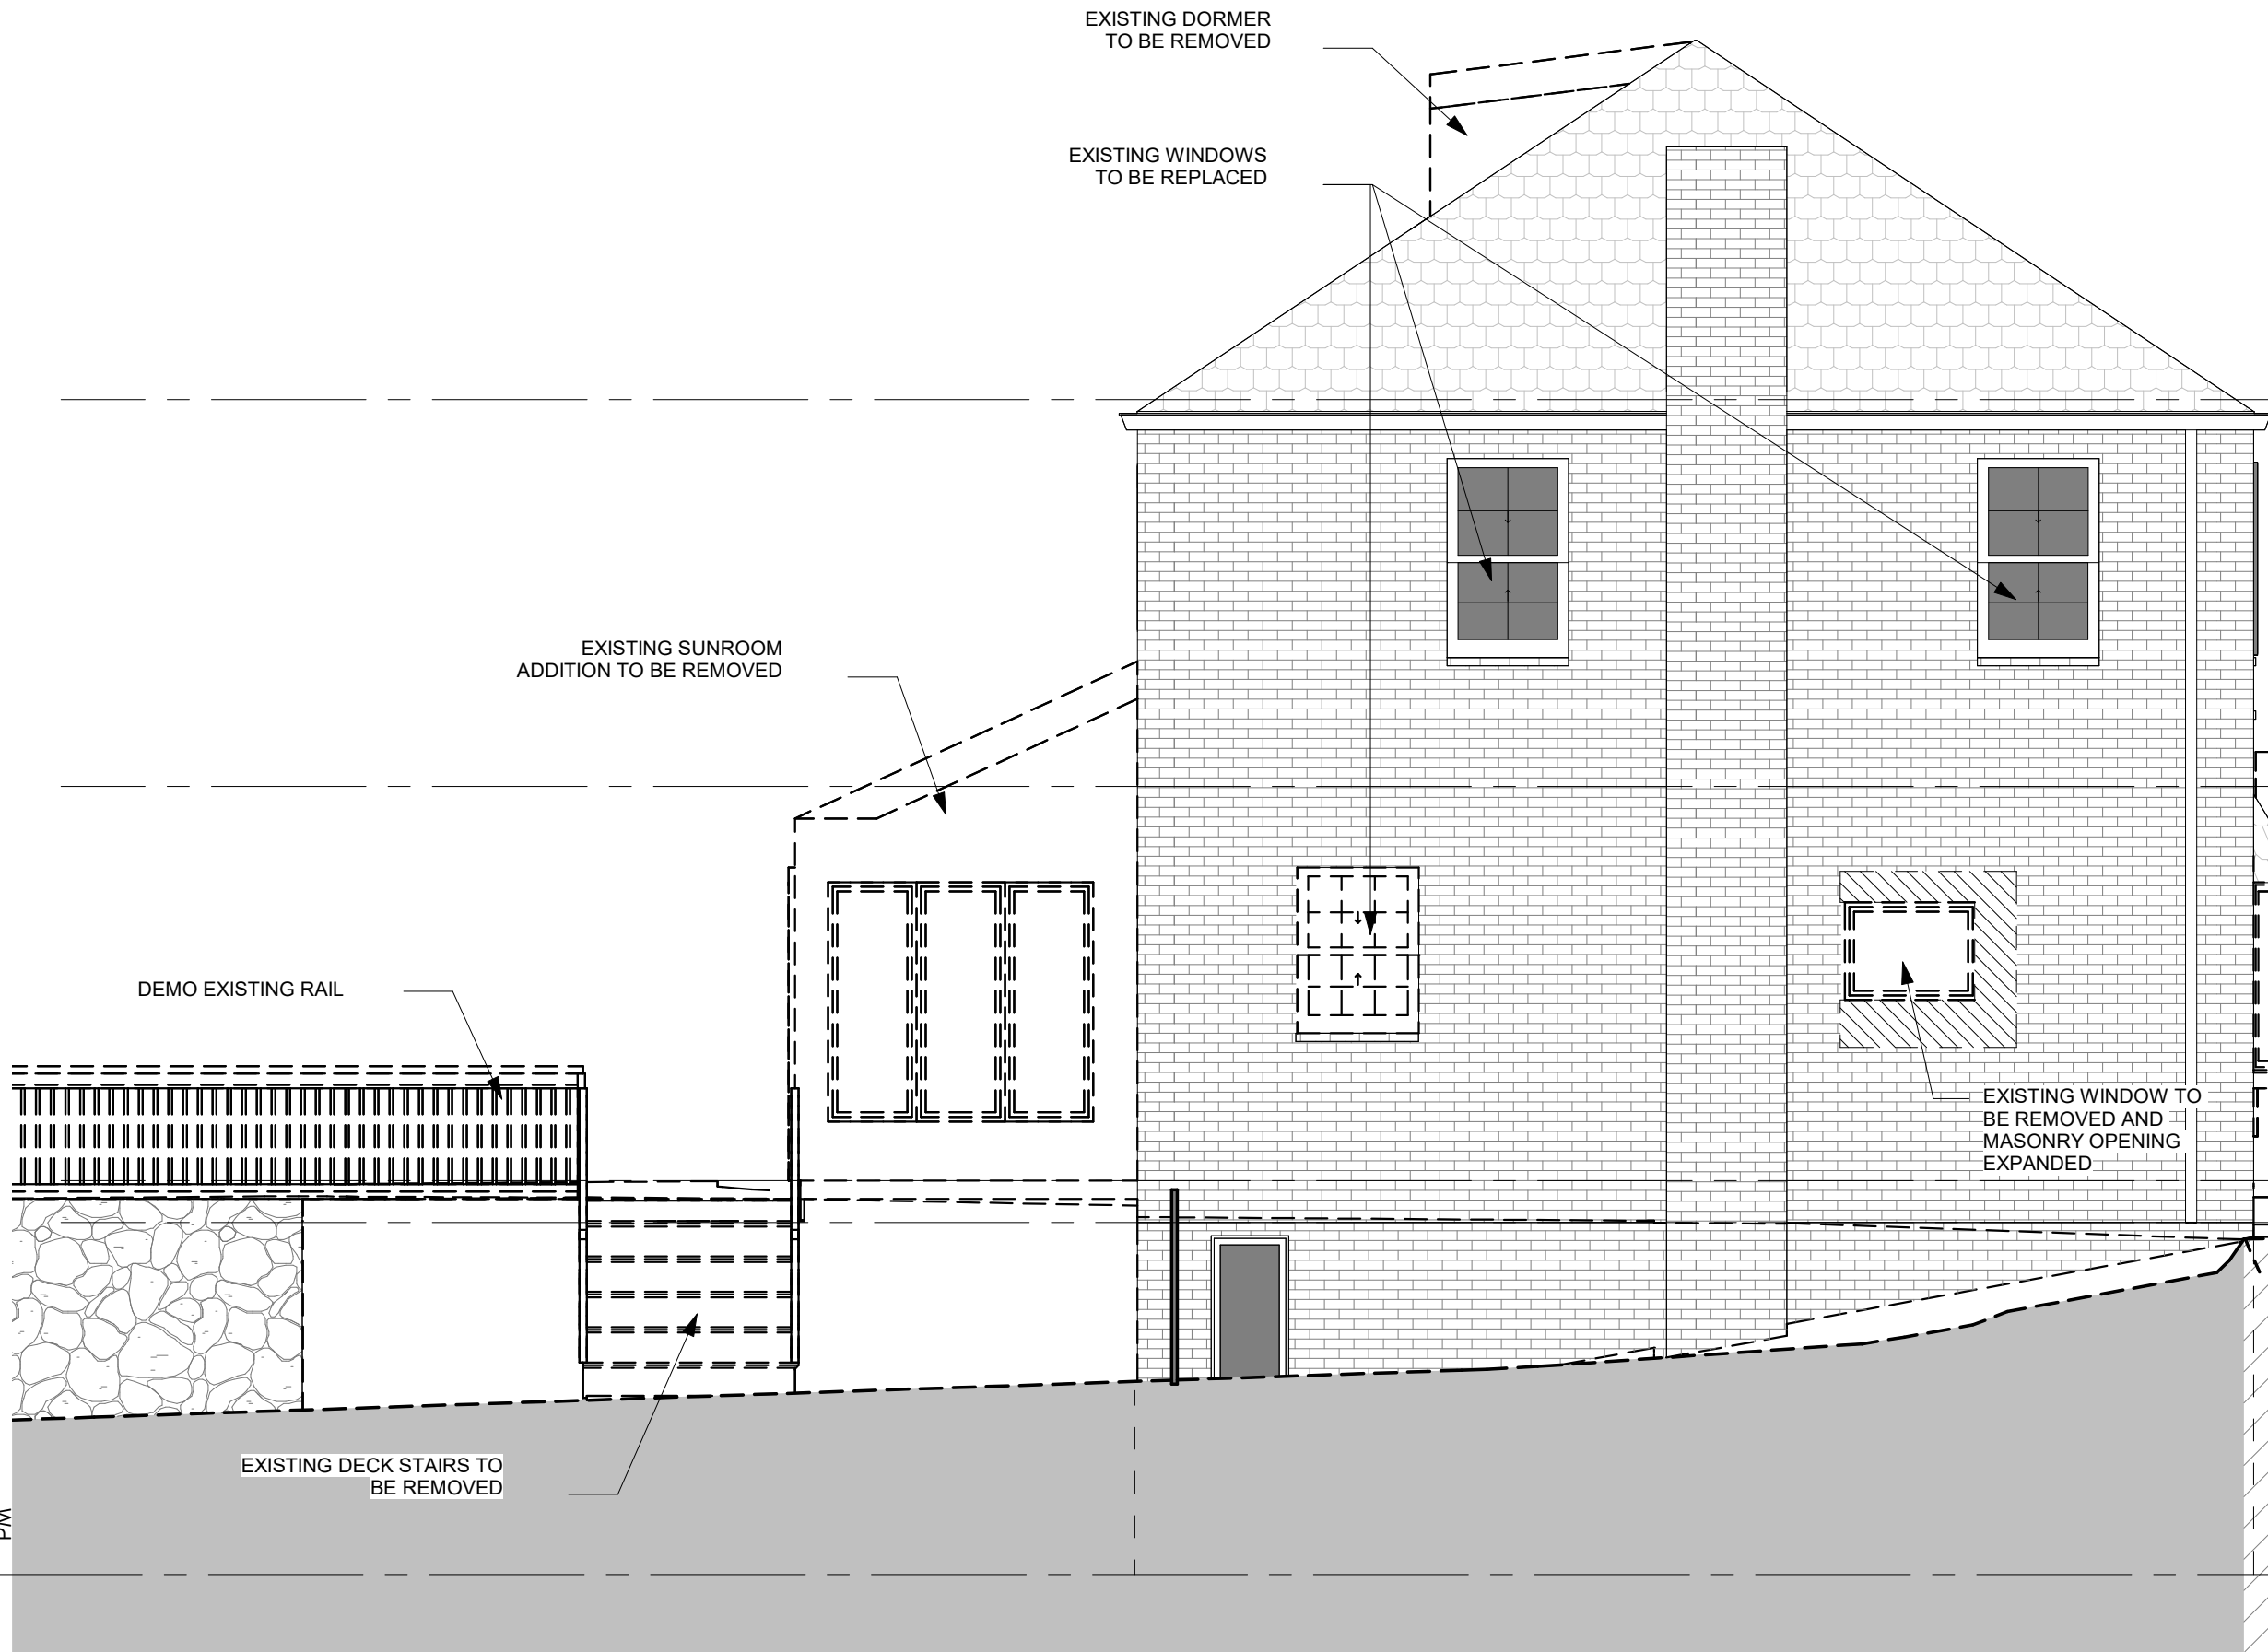 EXISTING DORMER
TO BE REMOVED
EXISTING WINDOWS
TO BE REPLACED
EXISTING SUNROOM
ADDITION TO BE REMOVED
DEMO EXISTING RAIL
EXISTING WINDOW TO
BE REMOVED AND
MASONRY OPENING
EXPANDED
EXISTING DECK STAIRS TO
BE REMOVED
PM